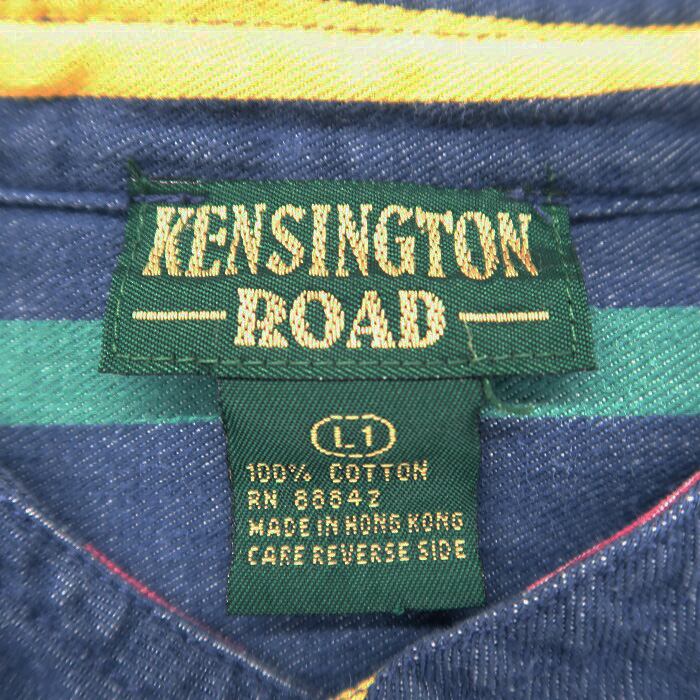 KENSINGTON
ROAD
L1
100% COTTON
RN 88842
MADE IN HONG KONG
CARE REVERSE SIDE